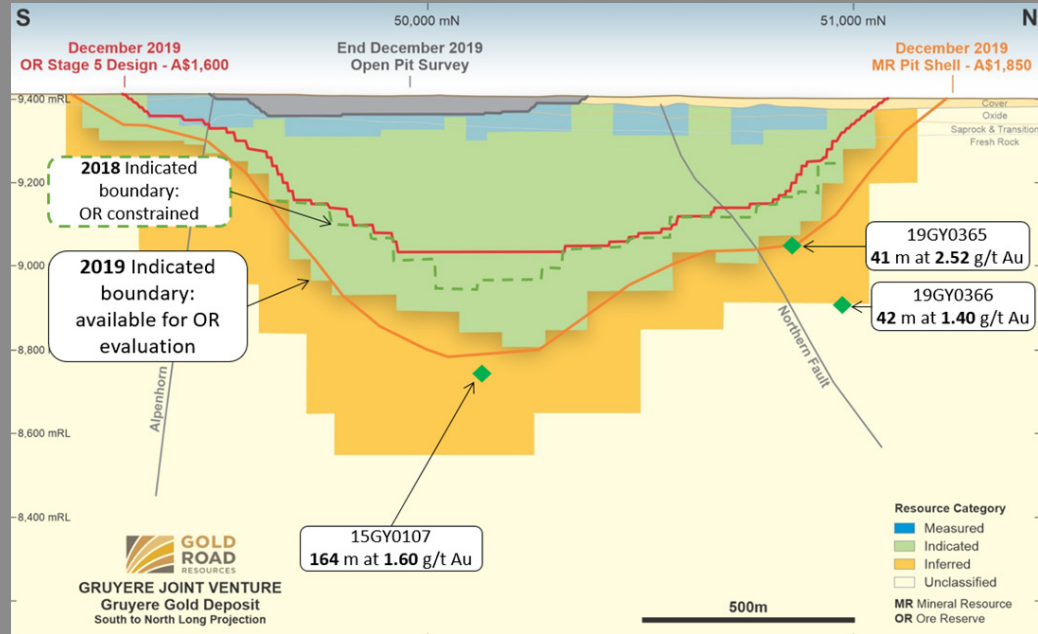 S
50,000 mN
51,000 mN
N
December 2019
OR Stage 5 Design - A$1,600
End December 2019
Open Pit Survey
December 2019
MR Pit Shell - A$1,850
9,400 mRL
Cover
Oxide
Saprock & Transition
Fresh Rock
2018 Indicated
boundary:
OR constrained
9,200 mRL
19GY0365
41 m at 2.52 g/t Au
2019 Indicated
boundary:
available for OR
evaluation
9,000 mRL
19GY0366
42 m at 1.40 g/t Au
8,800 mRL
Alpenhorn
Northern Fault
8,600 mRL
8,400 mRL
15GY0107
164 m at 1.60 g/t Au
GOLD
ROAD
RESOURCES
GRUYERE JOINT VENTURE
Gruyere Gold Deposit
South to North Long Projection
500m
Resource Category
Measured
Indicated
Inferred
Unclassified
MR Mineral Resource
OR Ore Reserve